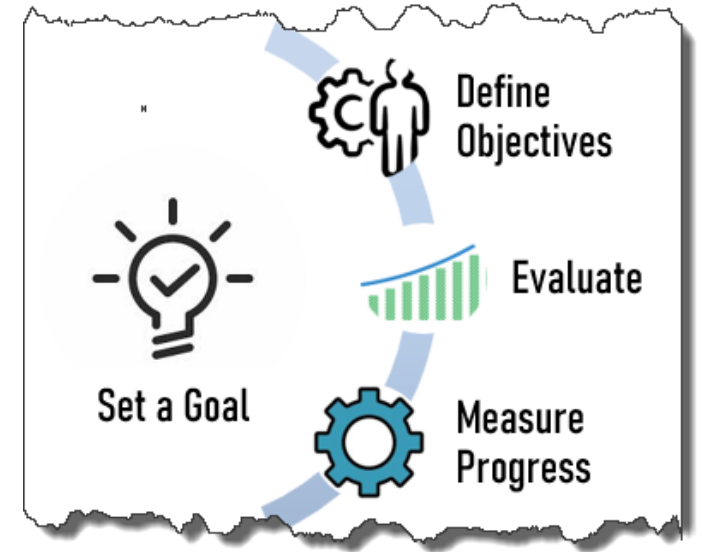 Define
Objectives
Evaluate
Set a Goal
Measure
Progress